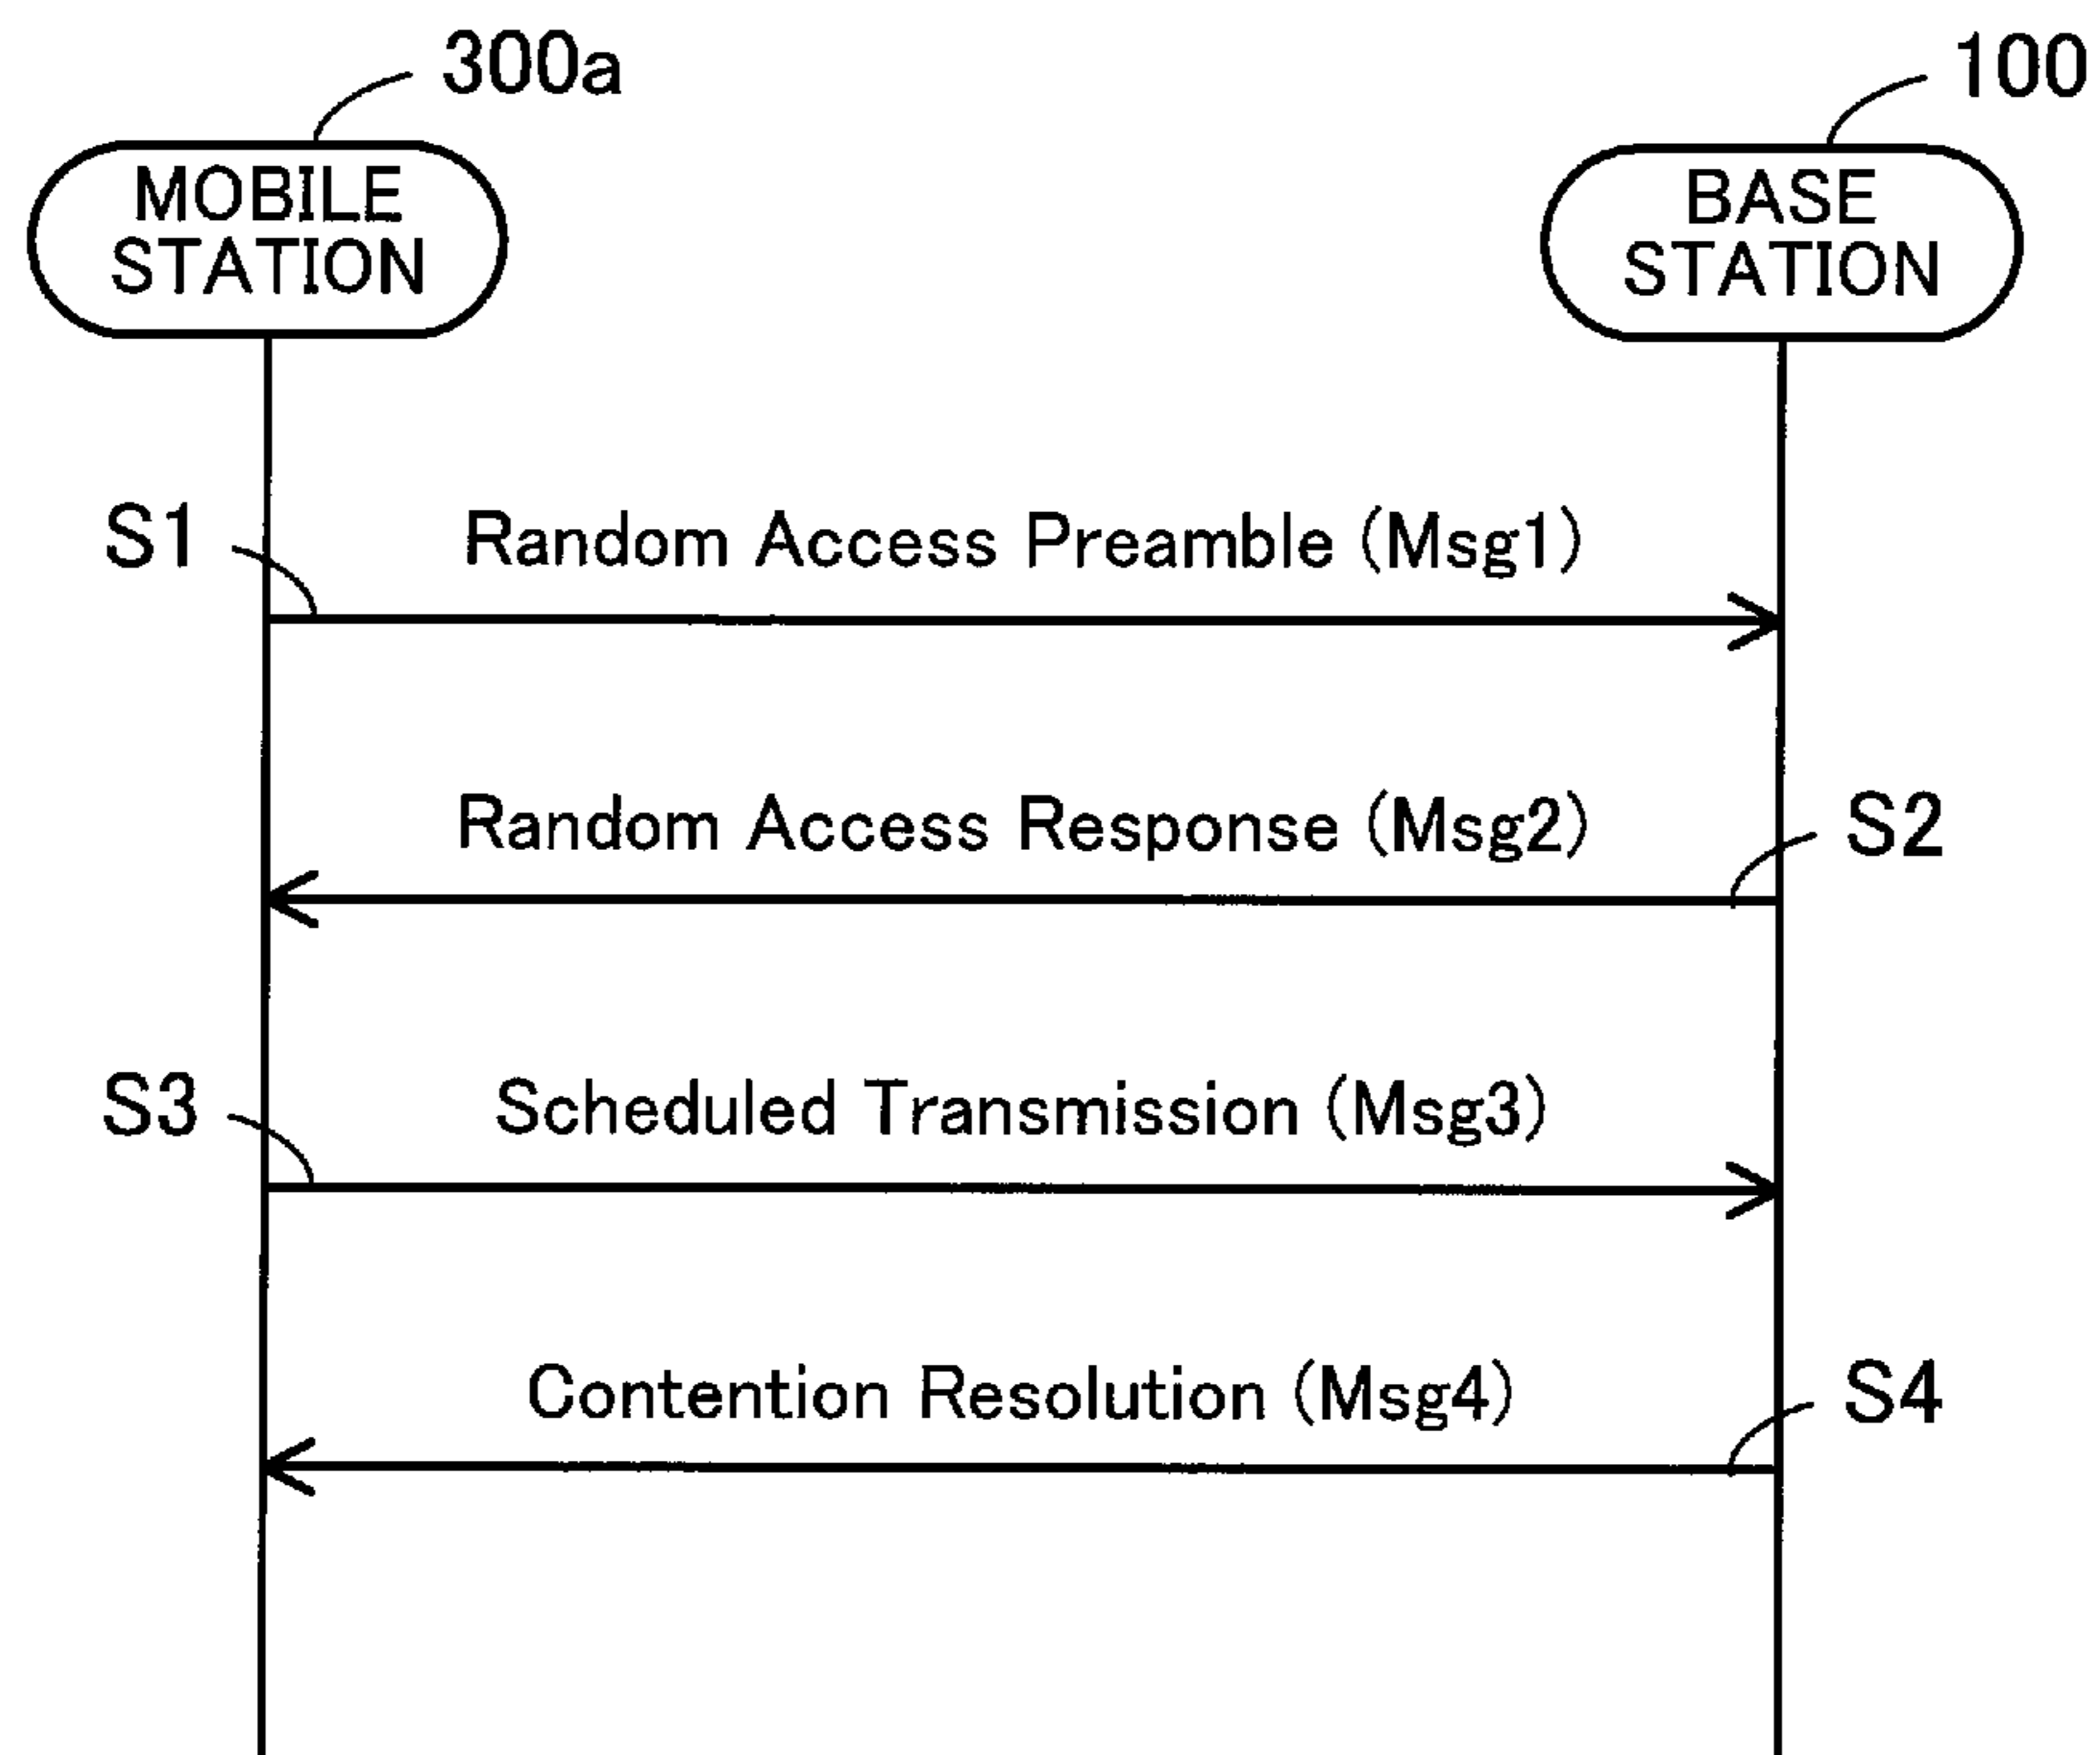 300a
100
MOBILE
STATION
BASE
STATION
S1
Random Access Preamble (Msg1)
Random Access Response (Msg2)
S2
S3
Scheduled Transmission (Msg3)
Contention Resolution (Msg4)
S4